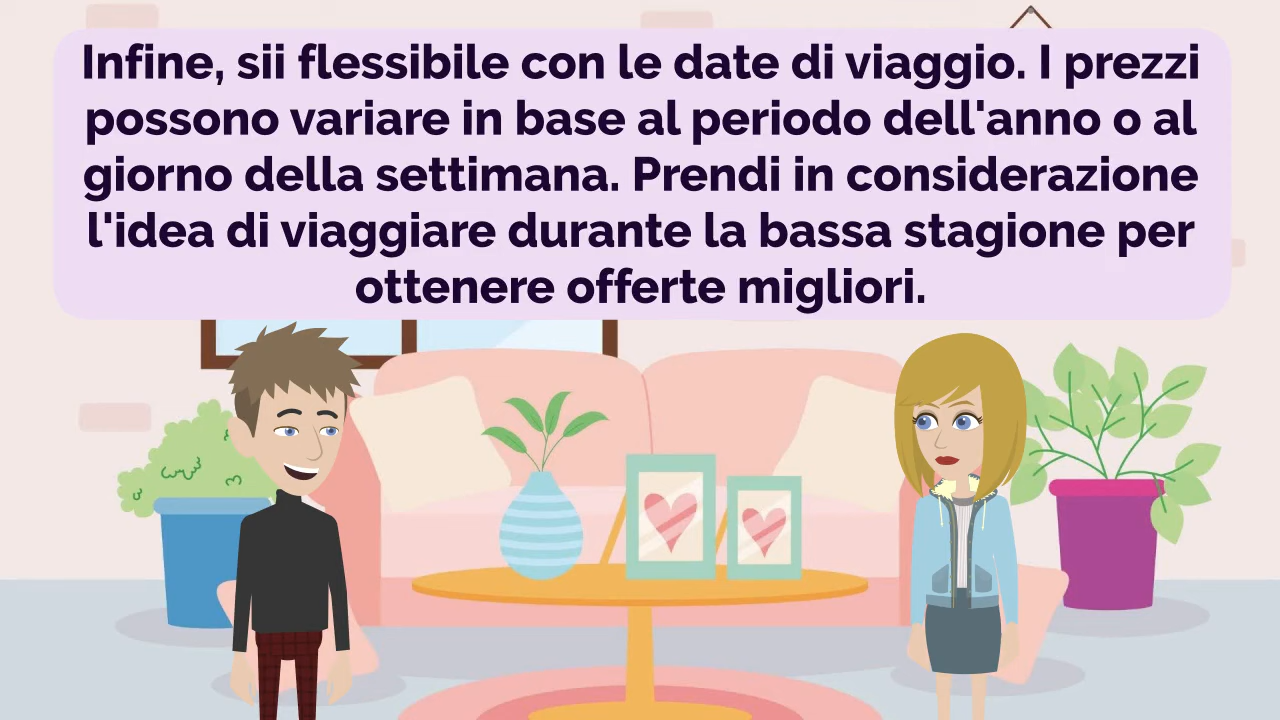 Infine, sii flessibile con le date di viaggio. I prezzi
possono variare in base al periodo dell'anno o al
giorno della settimana. Prendi in considerazione
l'idea di viaggiare durante la bassa stagione per
ottenere offerte migliori.